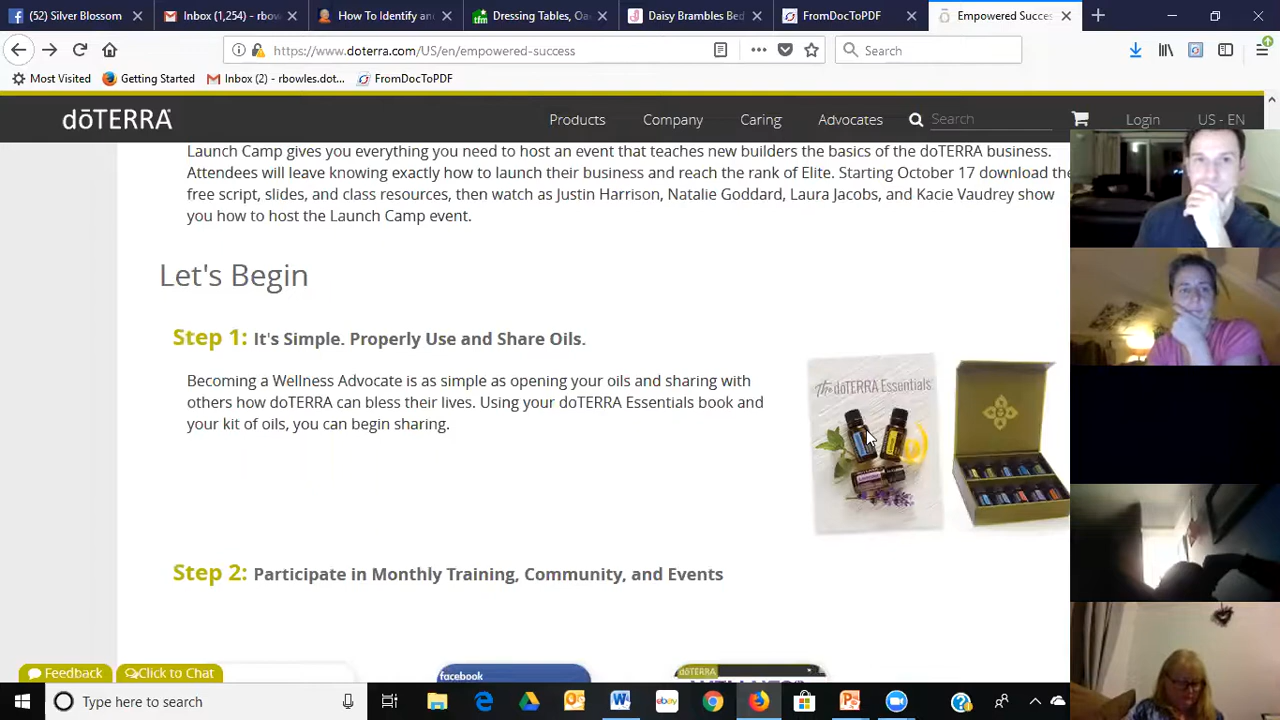 (52) Silver Blossom
Inbox (1,254) - rbow
How To Identify an
Dressing Tables, Oa
Daisy Brambles Bed
FromDocToPDF
Empowered Succes
https://www.doterra.com/US/en/empowered-success
Search
Most Visited
Getting Started
Inbox (2) - rbowles.dot...
FromDocToPDF
dōTERRA
Products
Company
Caring
Advocates
Search
Login
US - EN
Launch Camp gives you everything you need to host an event that teaches new builders the basics of the doTERRA business.
Attendees will leave knowing exactly how to launch their business and reach the rank of Elite. Starting October 17 download the
free script, slides, and class resources, then watch as Justin Harrison, Natalie Goddard, Laura Jacobs, and Kacie Vaudrey show
you how to host the Launch Camp event.
Let's Begin
Step 1: It's Simple. Properly Use and Share Oils.
Becoming a Wellness Advocate is as simple as opening your oils and sharing with
others how doTERRA can bless their lives. Using your doTERRA Essentials book and
your kit of oils, you can begin sharing.
The dōTERRA Essentials
Step 2: Participate in Monthly Training, Community, and Events
Feedback
Click to Chat
facebook
dōTERRA
Type here to search